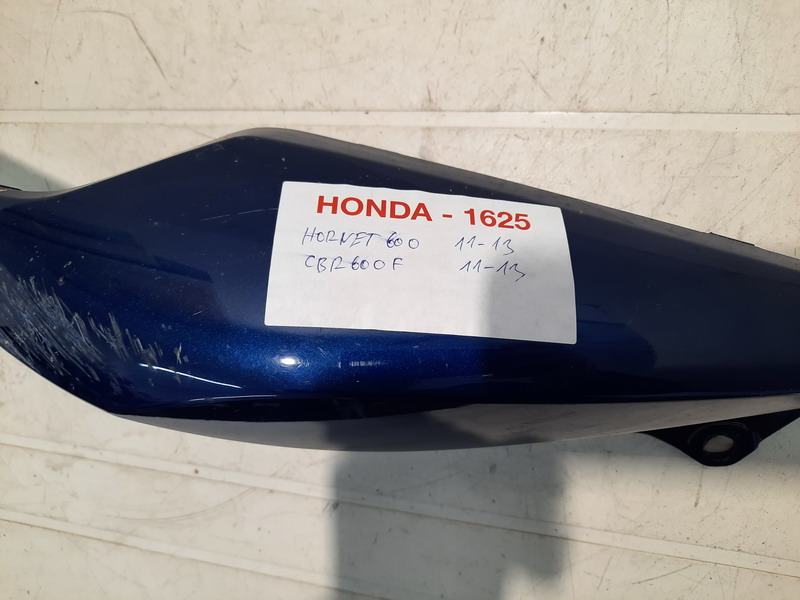 HONDA - 1625
HORNET 600 11-13
CBR600F 11-13